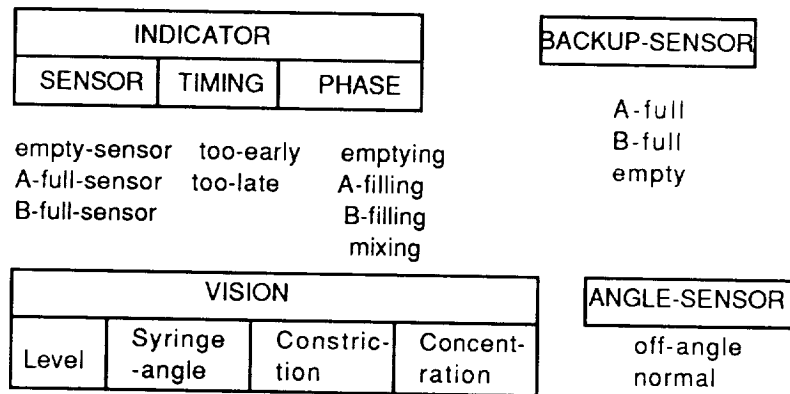 INDICATOR
SENSOR TIMING PHASE
empty-sensor too-early emptying
A-full-sensor too-late A-filling
B-full-sensor B-filling
mixing
BACKUP-SENSOR
A-full
B-full
empty
VISION
Level Syringe Constric- Concent-
-angle tion ration
ANGLE-SENSOR
off-angle
normal